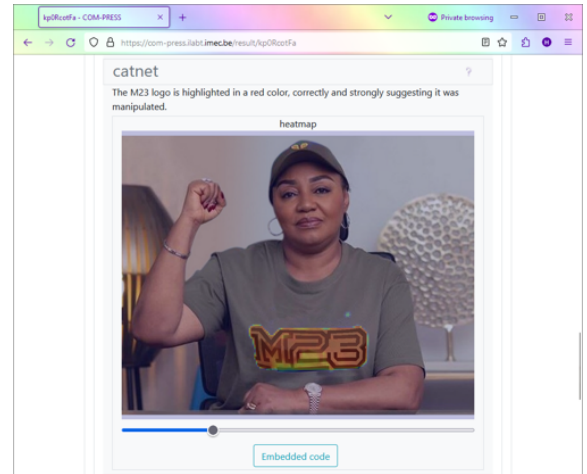 kp0RcotFa - COM-PRESS
Private browsing
https://com-press.ilabt.imec.be/result/kp0RcotFa
catnet
?
The M23 logo is highlighted in a red color, correctly and strongly suggesting it was
manipulated.
heatmap
M23
Embedded code